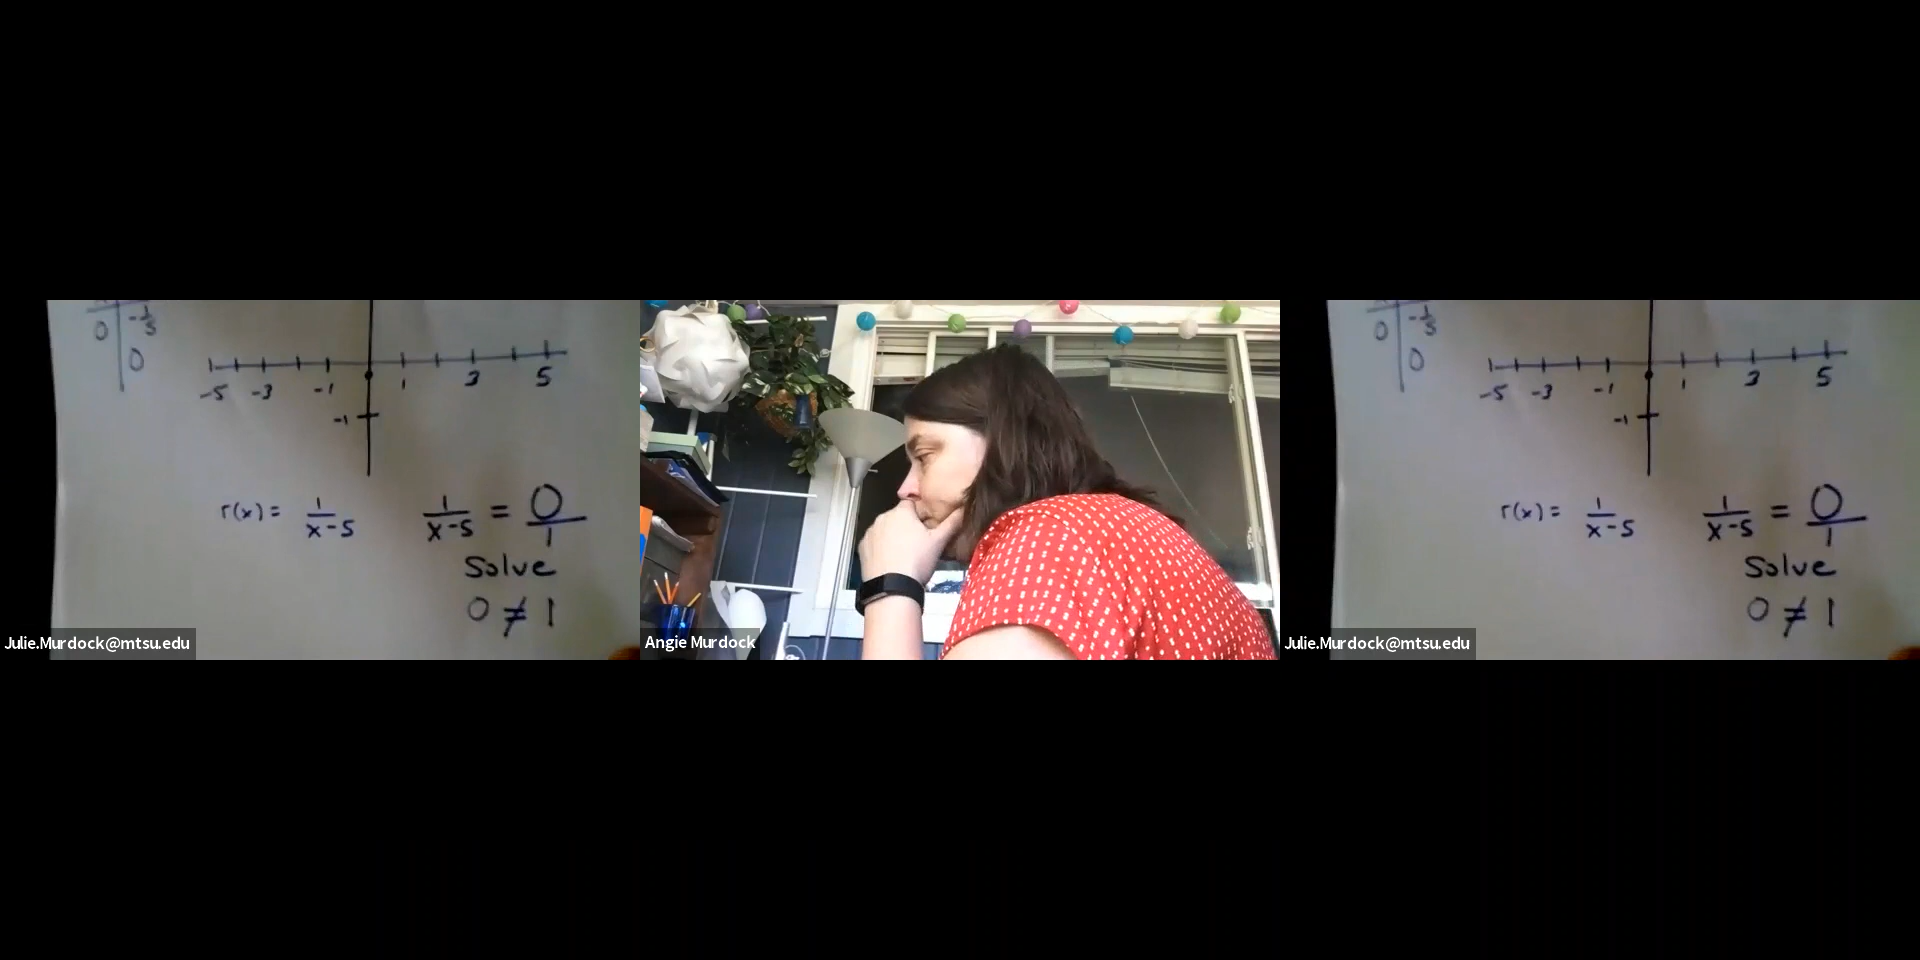 0 -1/5
0
-5 -3 -1 1 3 5
-1
r(x) = 1/(x-5) 1/(x-5) = 0/1
Solve
0 ≠ 1
Julie.Murdock@mtsu.edu
Angie Murdock
0 -1/5
0
-5 -3 -1 1 3 5
-1
r(x) = 1/(x-5) 1/(x-5) = 0/1
Solve
0 ≠ 1
Julie.Murdock@mtsu.edu